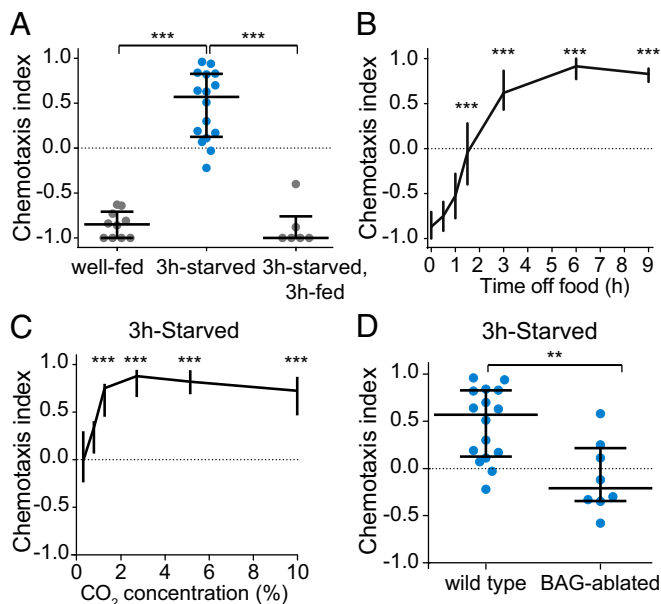 A
Chemotaxis index
1.0
0.5
0.0
-0.5
-1.0
*** ***
well-fed 3h-starved 3h-starved,
3h-fed
B
Chemotaxis index
1.0
0.5
0.0
-0.5
-1.0
*** *** *** ***
0 1 2 3 4 5 6 7 8 9
Time off food (h)
C
3h-Starved
Chemotaxis index
1.0
0.5
0.0
-0.5
1.0
*** *** *** ***
0 2 4 6 8 10
CO2 concentration (%)
D
3h-Starved
Chemotaxis index
1.0
0.5
0.0
-0.5
1.0
**
wild type BAG-ablated